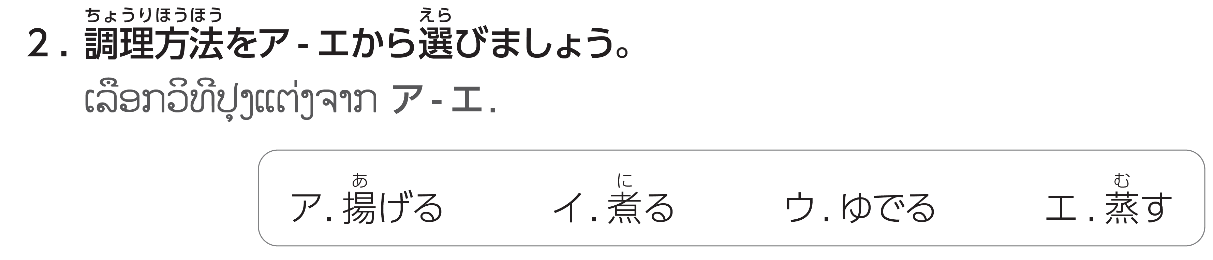 2. 調理方法をア-エから選びましょう。
ເລືອກວິທີປຸງແຕ່ງຈາກ ア-エ.
ア.揚げる イ.煮る ウ.ゆでる エ.蒸す